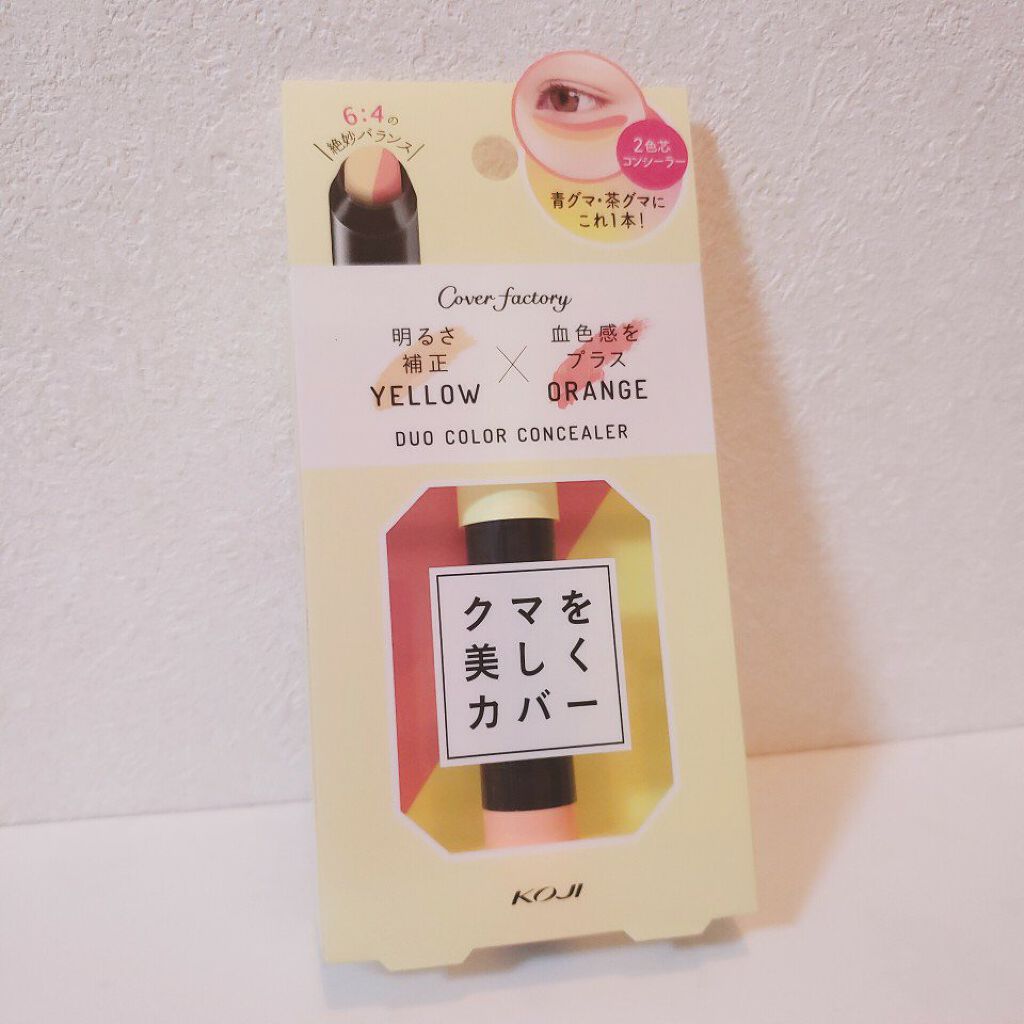 6:4の
絶妙バランス
2色芯
コンシーラー
青グマ・茶グマに
これ1本!
Cover factory
明るさ
補正
YELLOW
×
血色感を
プラス
ORANGE
DUO COLOR CONCEALER
クマを
美しく
カバー
KOJI